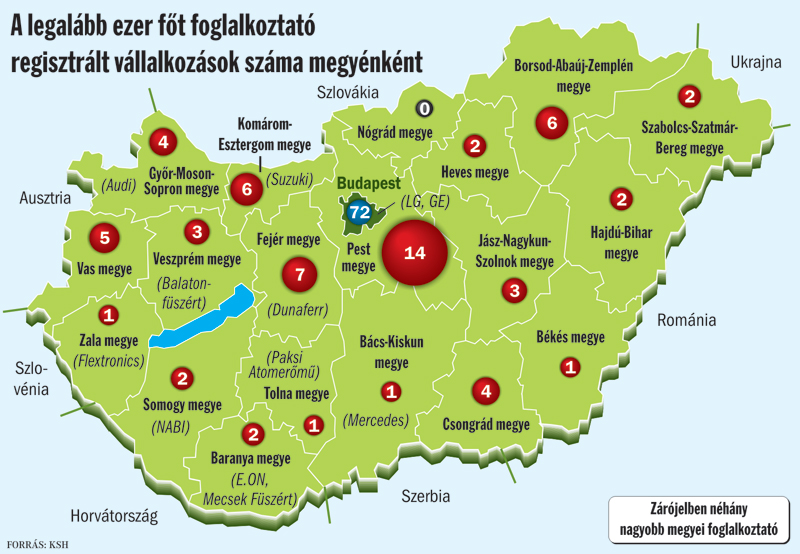 A legalább ezer főt foglalkoztató
regisztrált vállalkozások száma megyénként
Szlovákia
Ukrajna
Ausztria
Szlo-
vénia
Horvátország
Szerbia
Románia
Borsod-Abaúj-Zemplén
megye
6
2
Szabolcs-Szatmár-
Bereg megye
0
Nógrád megye
2
Heves megye
Komárom-
Esztergom megye
6
(Suzuki)
4
(Audi)
Győr-Moson-
Sopron megye
Budapest
72
(LG, GE)
Pest
megye
14
2
Hajdú-Bihar
megye
5
Vas megye
3
Veszprém megye
(Balaton-
füszért)
Fejér megye
7
(Dunaferr)
Jász-Nagykun-
Szolnok megye
3
1
Zala megye
(Flextronics)
Bács-Kiskun
megye
1
(Mercedes)
Békés megye
1
2
Somogy megye
(NABI)
(Paksi
Atomerőmű)
Tolna megye
1
4
Csongrád megye
2
Baranya megye
(E.ON,
Mecsek Füszért)
Zárójelben néhány
nagyobb megyei foglalkoztató
FORRÁS: KSH